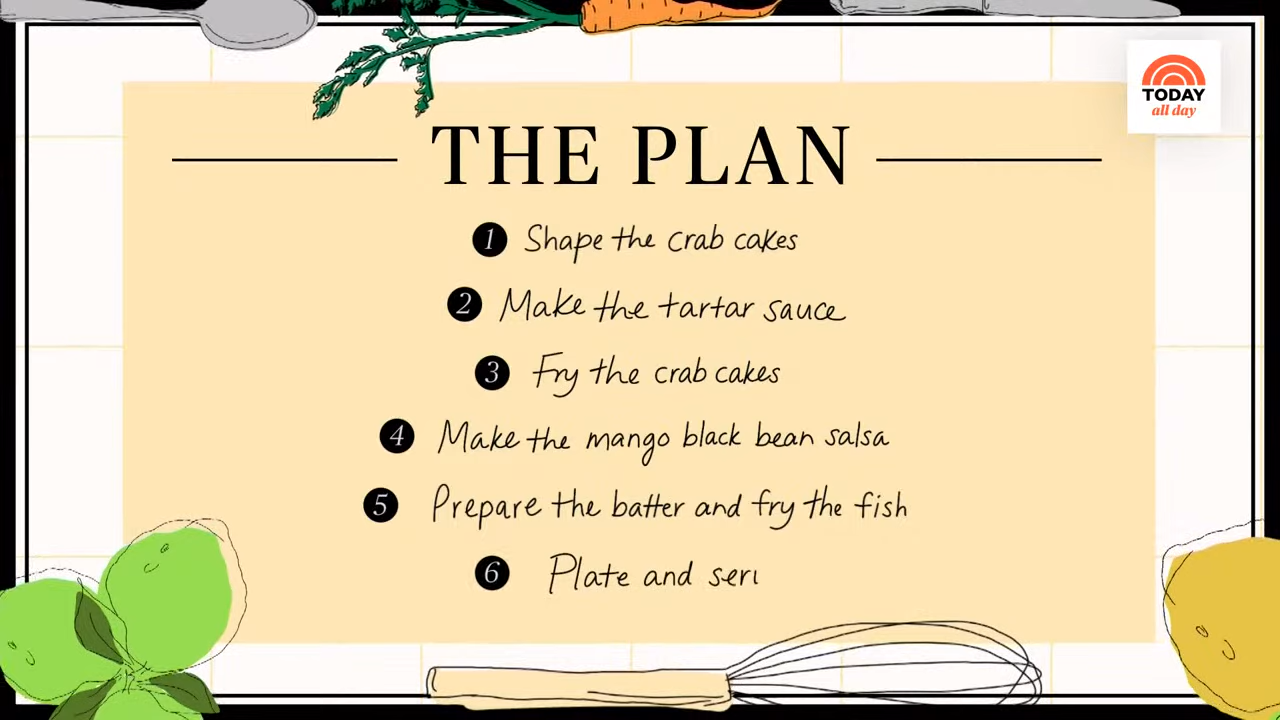 TODAY
all day
THE PLAN
1 Shape the crab cakes
2 Make the tartar sauce
3 Fry the crab cakes
4 Make the mango black bean salsa
5 Prepare the batter and fry the fish
6 Plate and